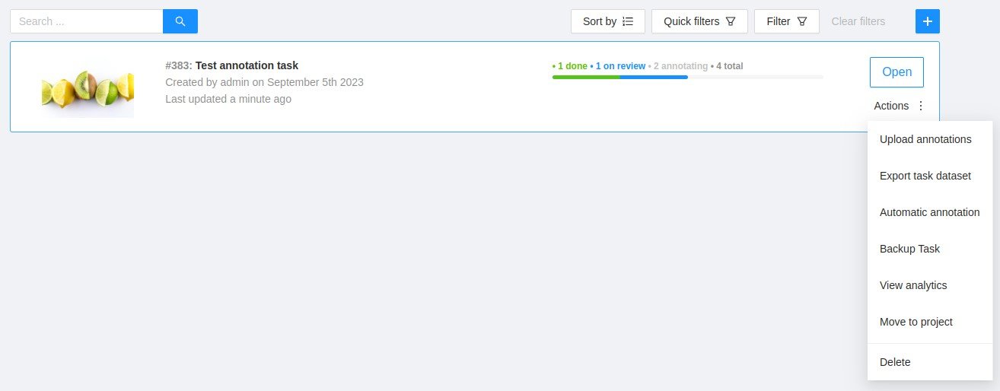 Search ...
Sort by
Quick filters
Filter
Clear filters
#383: Test annotation task
Created by admin on September 5th 2023
Last updated a minute ago
• 1 done • 1 on review • 2 annotating • 4 total
Open
Actions
Upload annotations
Export task dataset
Automatic annotation
Backup Task
View analytics
Move to project
Delete